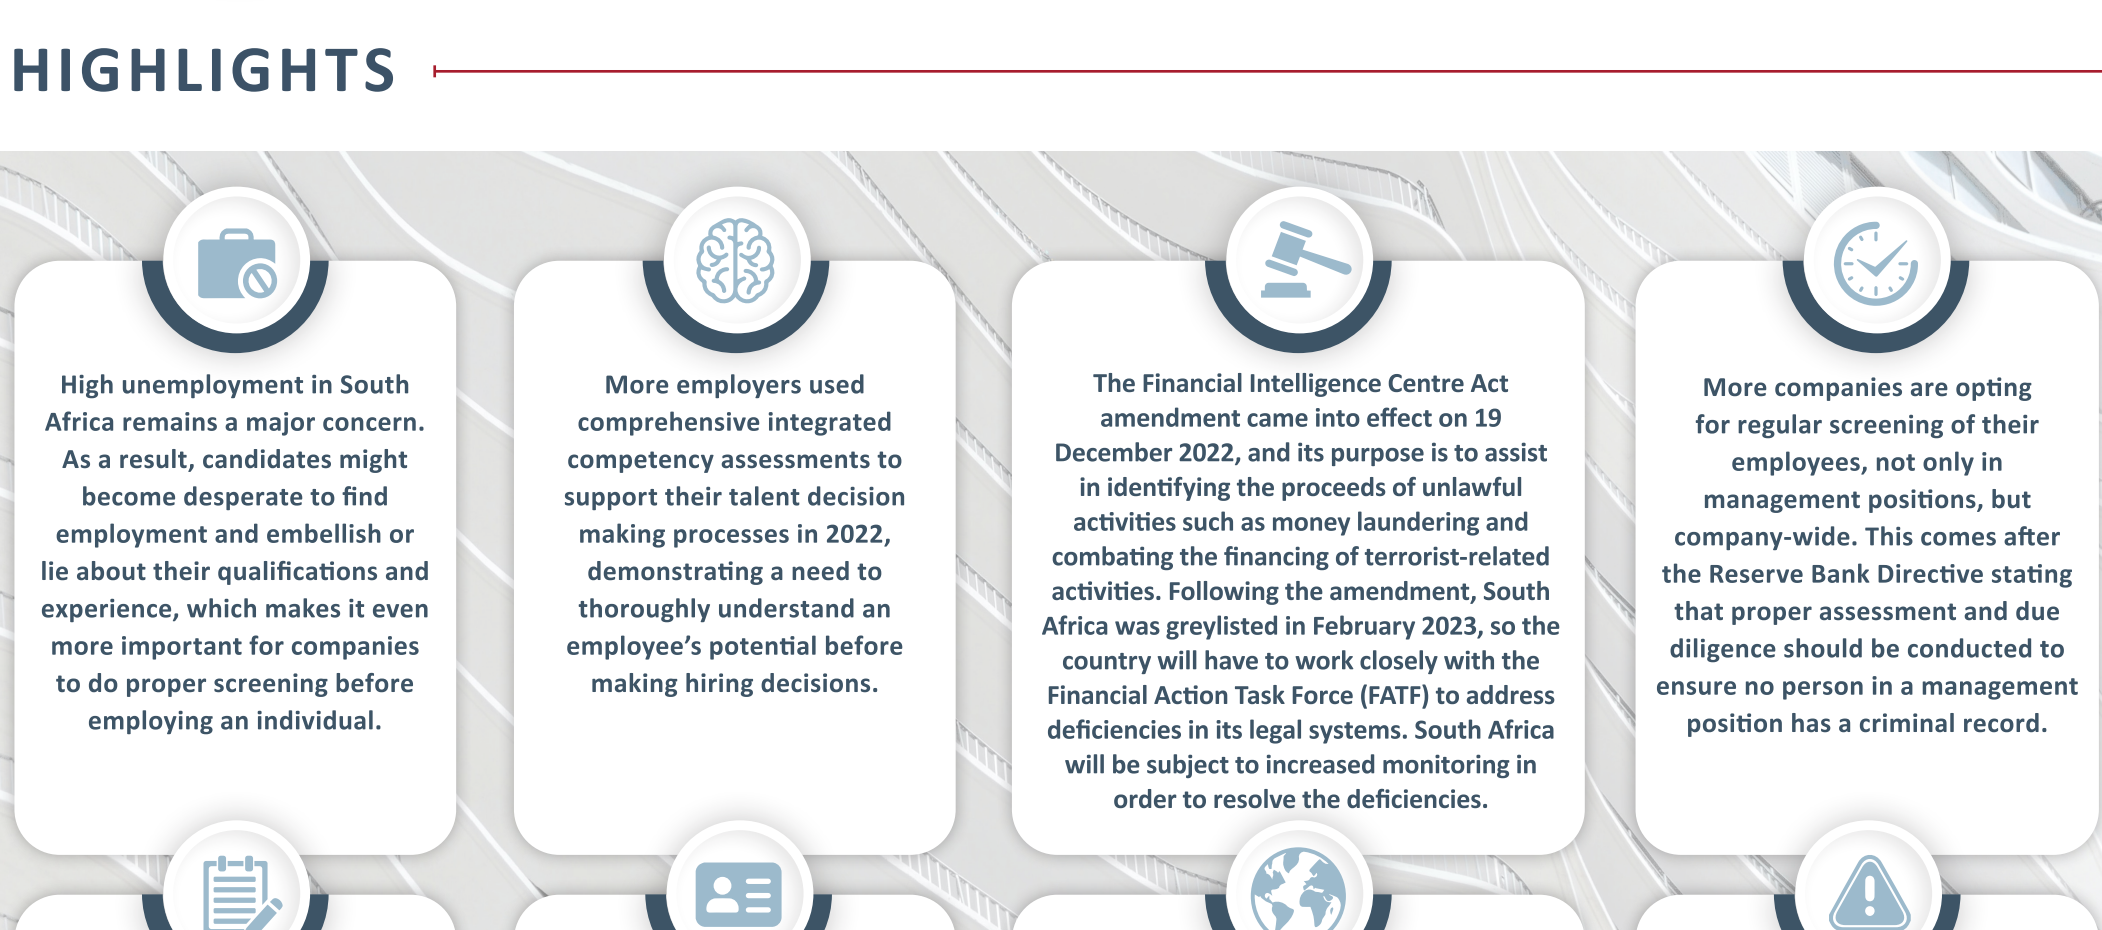 HIGHLIGHTS
High unemployment in South
Africa remains a major concern.
As a result, candidates might
become desperate to find
employment and embellish or
lie about their qualifications and
experience, which makes it even
more important for companies
to do proper screening before
employing an individual.
More employers used
comprehensive integrated
competency assessments to
support their talent decision
making processes in 2022,
demonstrating a need to
thoroughly understand an
employee’s potential before
making hiring decisions.
The Financial Intelligence Centre Act
amendment came into effect on 19
December 2022, and its purpose is to assist
in identifying the proceeds of unlawful
activities such as money laundering and
combating the financing of terrorist-related
activities. Following the amendment, South
Africa was greylisted in February 2023, so the
country will have to work closely with the
Financial Action Task Force (FATF) to address
deficiencies in its legal systems. South Africa
will be subject to increased monitoring in
order to resolve the deficiencies.
More companies are opting
for regular screening of their
employees, not only in
management positions, but
company-wide. This comes after
the Reserve Bank Directive stating
that proper assessment and due
diligence should be conducted to
ensure no person in a management
position has a criminal record.